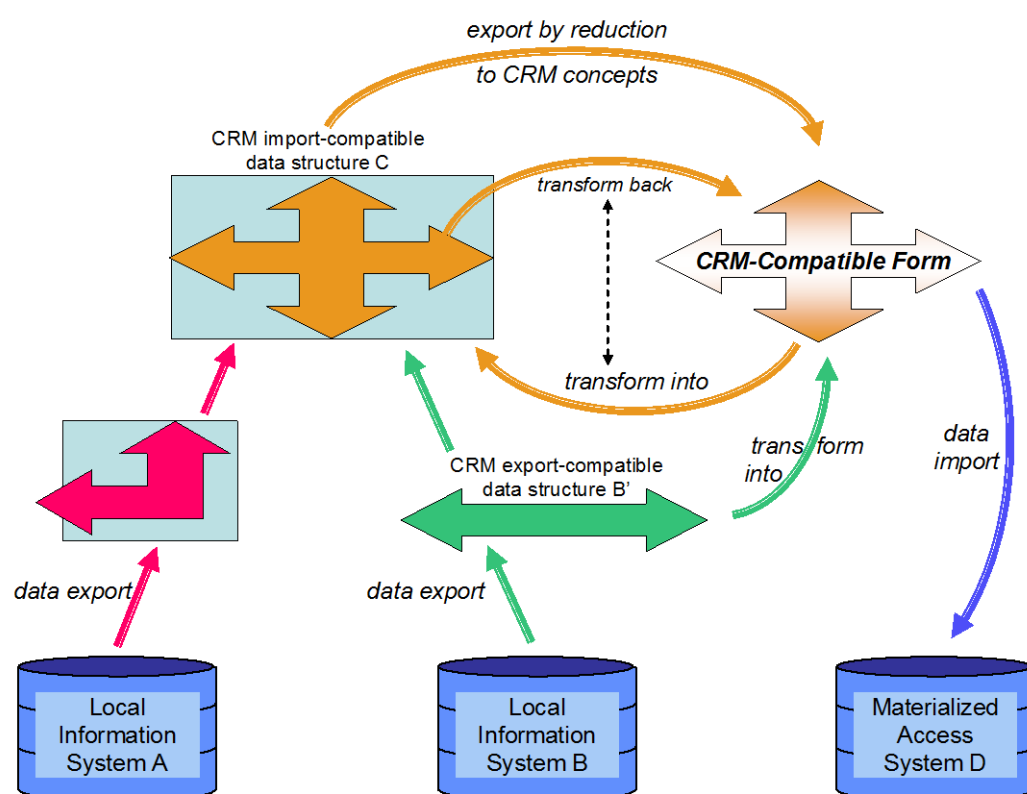 export by reduction
to CRM concepts
CRM import-compatible
data structure C
transform back
CRM-Compatible Form
transform into
transform
into
data
import
CRM export-compatible
data structure B’
data export
data export
Local
Information
System A
Local
Information
System B
Materialized
Access
System D